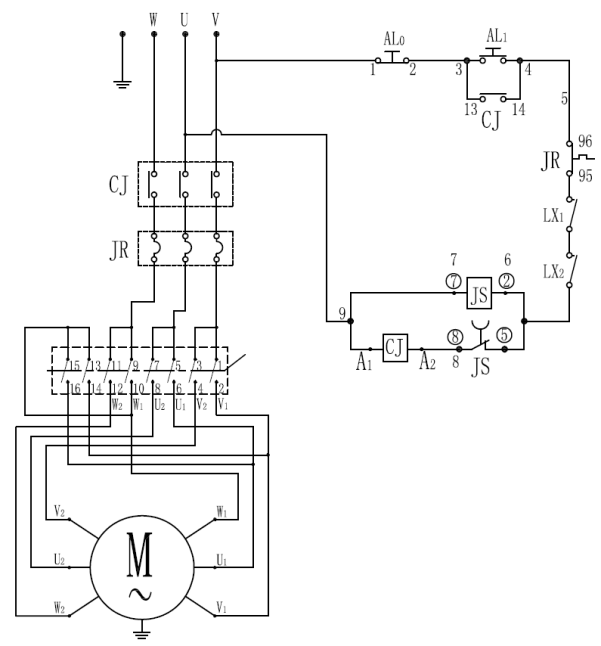 W U V
AL0 AL1
1 2 3 4
13 14
CJ
5
96
JR
95
CJ
LX1
JR
LX2
7 6
⑦ JS ②
9
⑧ ⑤
CJ
A1 A2 8 JS
15 13 11 9 7 5 3 1
16 14 12 10 8 6 4 2
W2 W1 U2 U1 V2 V1
V2 W1
M
U2 U1
~
W2 V1